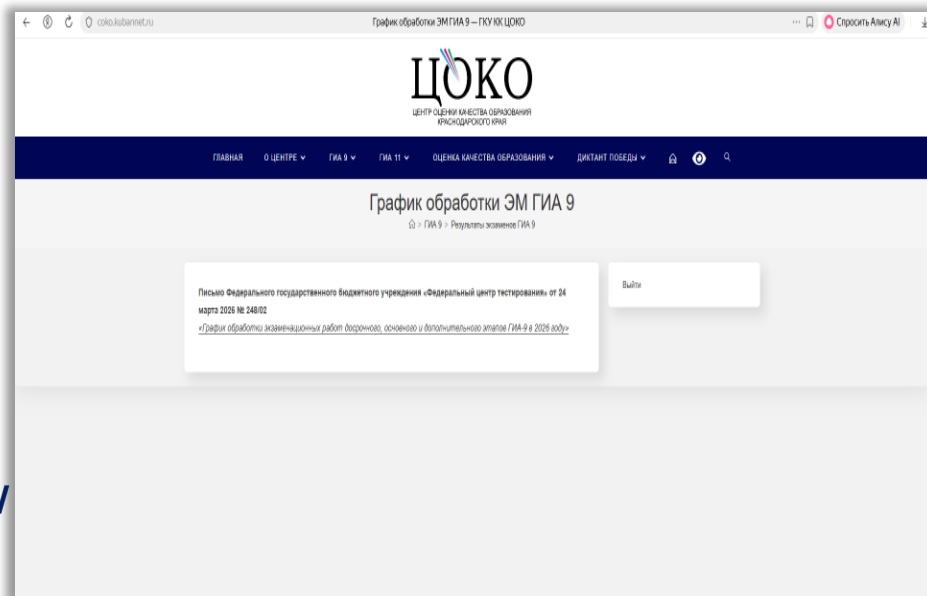 coko.kubannet.ru
График обработки ЭМ ГИА 9 — ГКУ КК ЦОКО
Спросить Алису AI
ЦОКО
ЦЕНТР ОЦЕНКИ КАЧЕСТВА ОБРАЗОВАНИЯ
КРАСНОДАРСКОГО КРАЯ
ГЛАВНАЯ О ЦЕНТРЕ ГИА 9 ГИА 11 ОЦЕНКА КАЧЕСТВА ОБРАЗОВАНИЯ ДИКТАНТ ПОБЕДЫ
График обработки ЭМ ГИА 9
> ГИА 9 > Результаты экзаменов ГИА 9
Письмо Федерального государственного бюджетного учреждения «Федеральный центр тестирования» от 24
марта 2026 № 248/02
«График обработки экзаменационных работ досрочного, основного и дополнительного этапов ГИА-9 в 2026 году»
Выйти